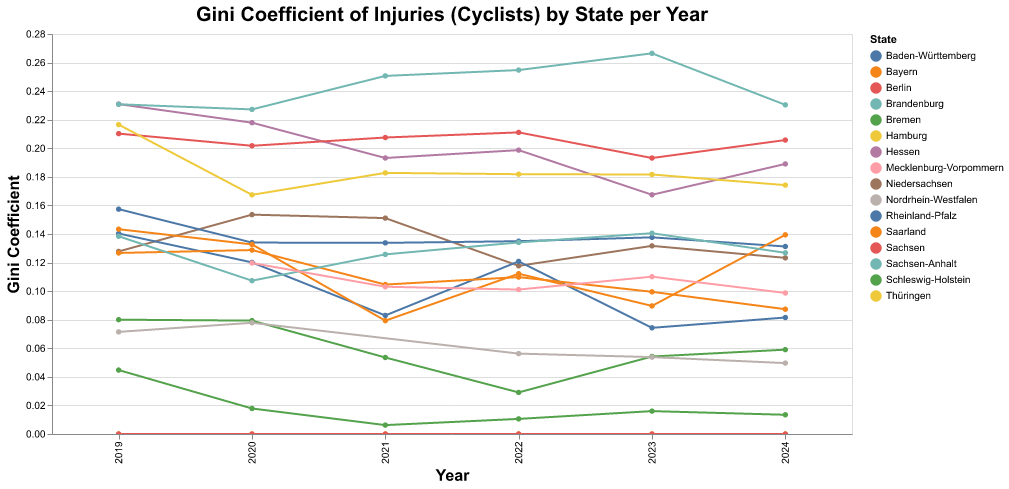 Gini Coefficient of Injuries (Cyclists) by State per Year
Gini Coefficient
0.28
0.26
0.24
0.22
0.20
0.18
0.16
0.14
0.12
0.10
0.08
0.06
0.04
0.02
0.00
2019
2020
2021
2022
2023
2024
Year
State
Baden-Württemberg
Bayern
Berlin
Brandenburg
Bremen
Hamburg
Hessen
Mecklenburg-Vorpommern
Niedersachsen
Nordrhein-Westfalen
Rheinland-Pfalz
Saarland
Sachsen
Sachsen-Anhalt
Schleswig-Holstein
Thüringen